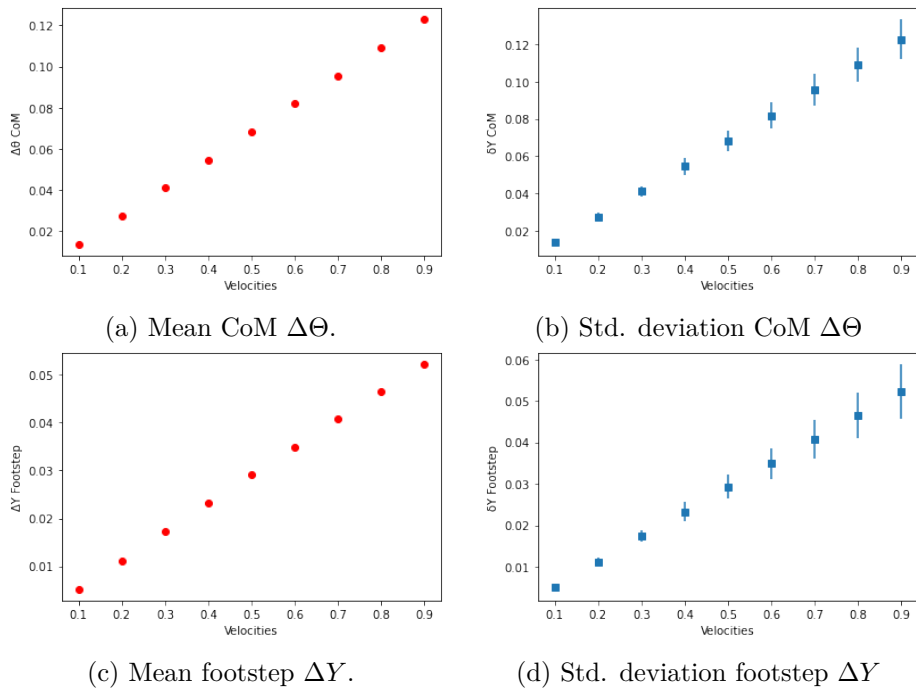 0.12
0.10
0.08
0.06
0.04
0.02
Δθ CoM
0.1 0.2 0.3 0.4 0.5 0.6 0.7 0.8 0.9
Velocities
(a) Mean CoM ΔΘ.
0.12
0.10
0.08
0.06
0.04
0.02
δY CoM
0.1 0.2 0.3 0.4 0.5 0.6 0.7 0.8 0.9
Velocities
(b) Std. deviation CoM ΔΘ
0.05
0.04
0.03
0.02
0.01
ΔY Footstep
0.1 0.2 0.3 0.4 0.5 0.6 0.7 0.8 0.9
Velocities
(c) Mean footstep ΔY.
0.06
0.05
0.04
0.03
0.02
0.01
δY Footstep
0.1 0.2 0.3 0.4 0.5 0.6 0.7 0.8 0.9
Velocities
(d) Std. deviation footstep ΔY